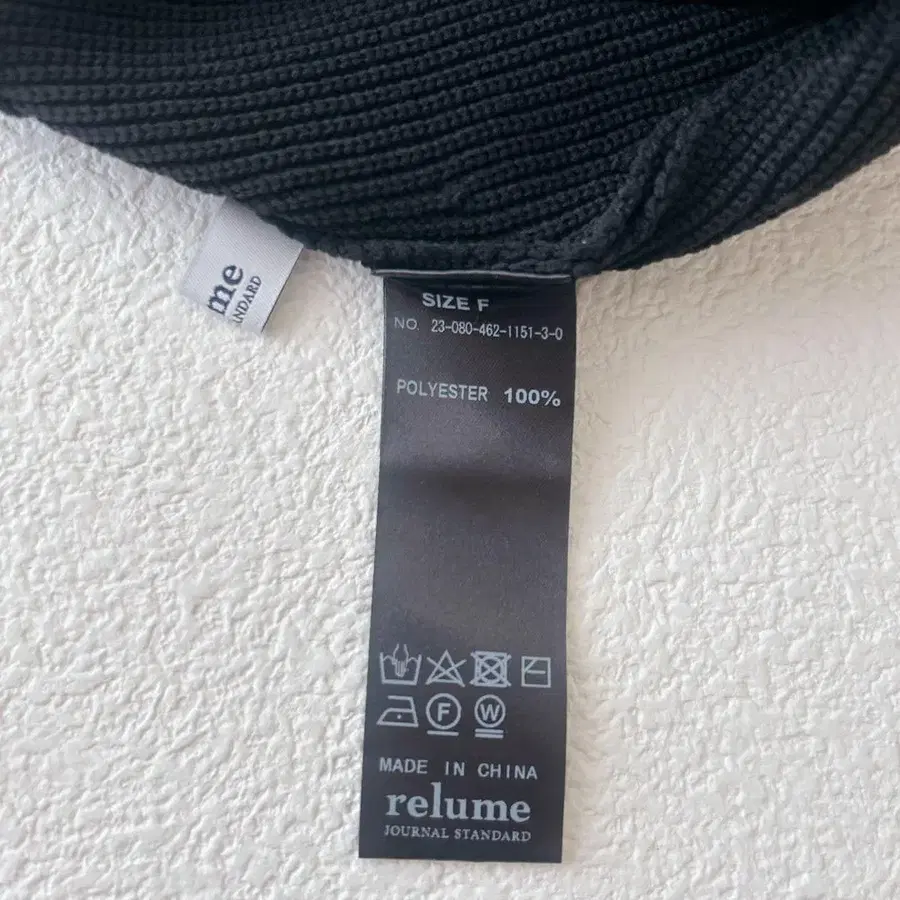 me
NDARD
SIZE F
NO. 23-080-462-1151-3-0
POLYESTER 100%
F
W
MADE IN CHINA
relume
JOURNAL STANDARD